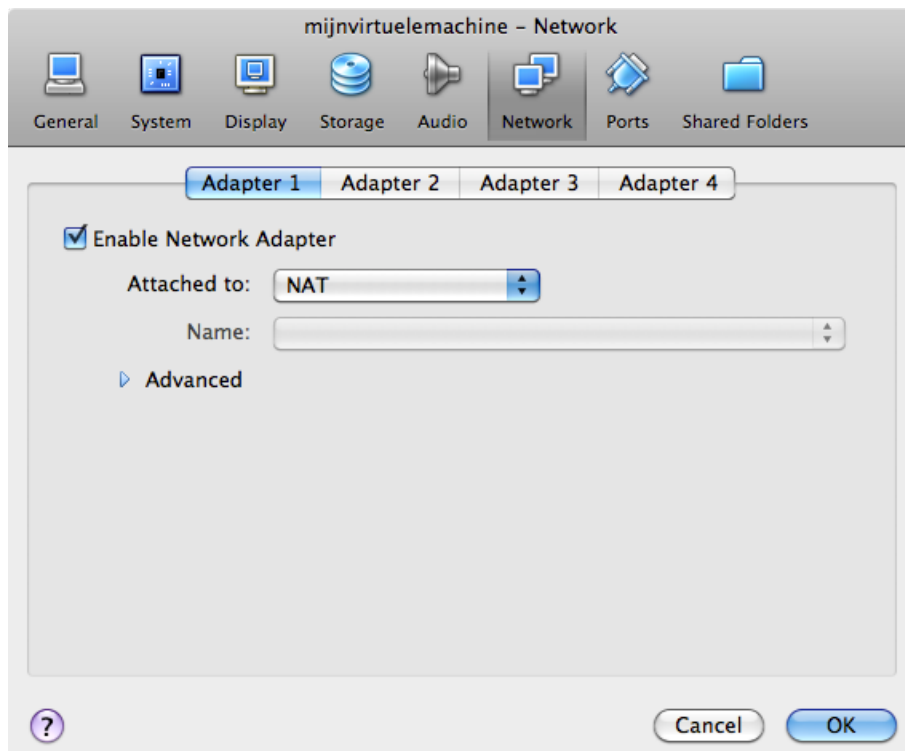 mijnvirtuelemachine – Network
General System Display Storage Audio Network Ports Shared Folders
Adapter 1 Adapter 2 Adapter 3 Adapter 4
Enable Network Adapter
Attached to: NAT
Name:
Advanced
? Cancel OK